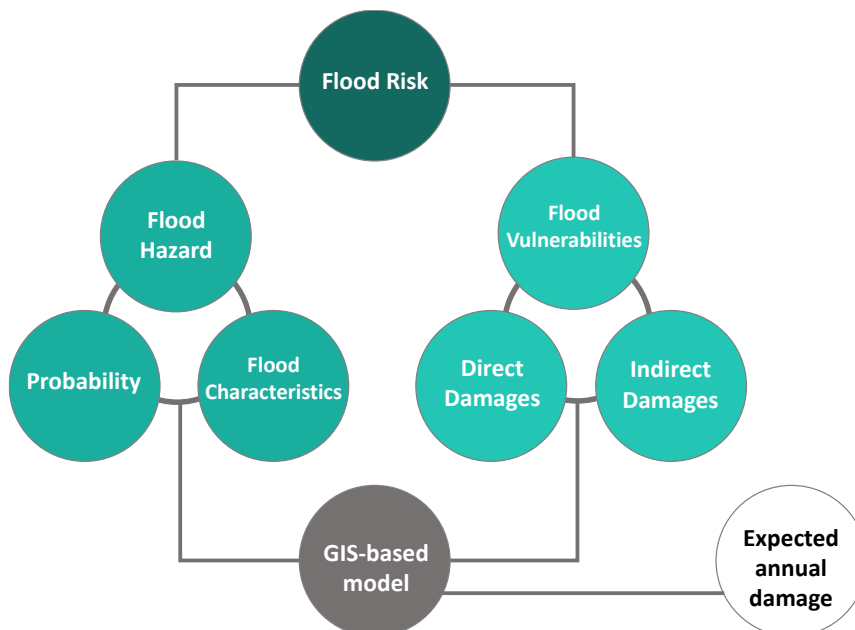 Flood Risk
Flood
Hazard
Flood
Vulnerabilities
Probability
Flood
Characteristics
Direct
Damages
Indirect
Damages
GIS-based
model
Expected
annual
damage